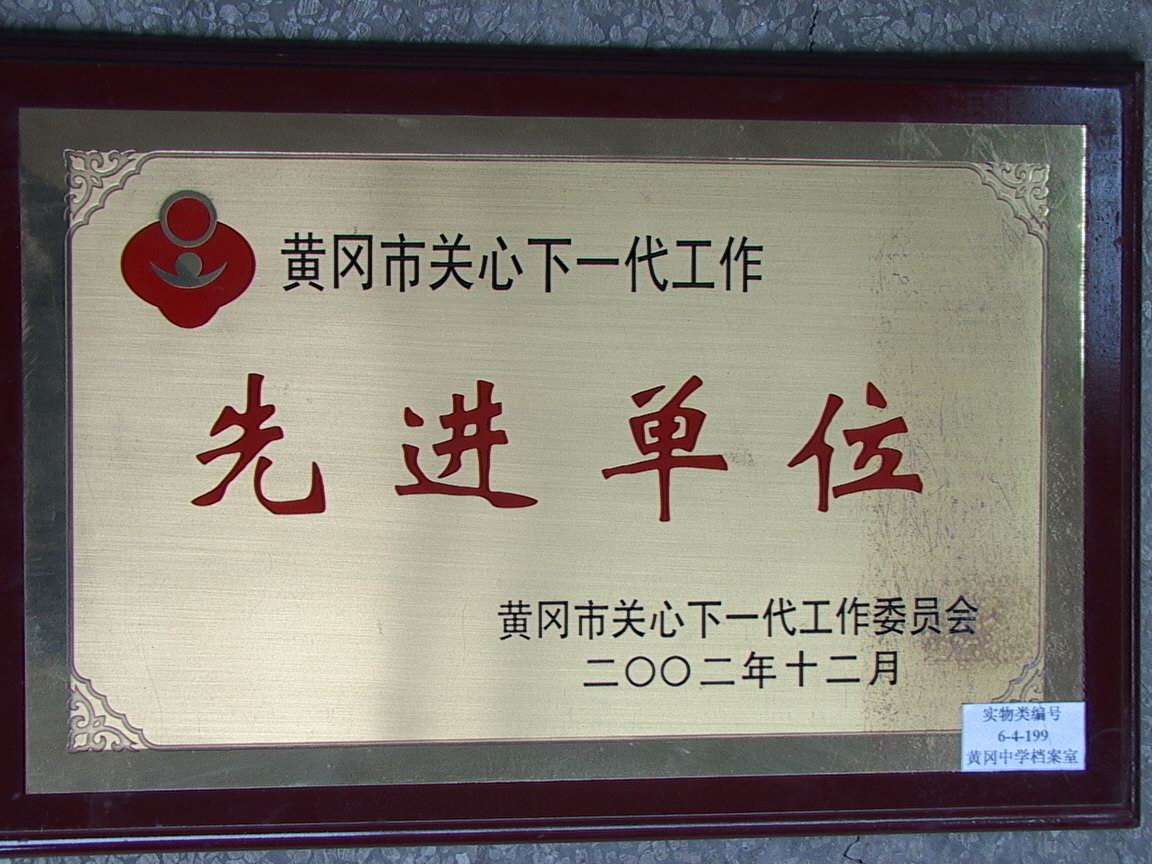 黄冈市关心下一代工作
先进单位
黄冈市关心下一代工作委员会
二〇〇二年十二月
实物类编号
6-4-199
黄冈中学档案室